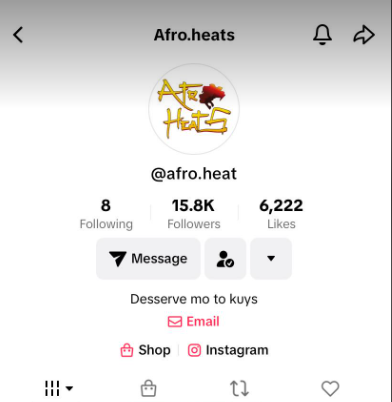 Afro.heats
AFRO
HEATS
@afro.heat
8 15.8K 6,222
Following Followers Likes
Message
Desserve mo to kuys
Email
Shop Instagram